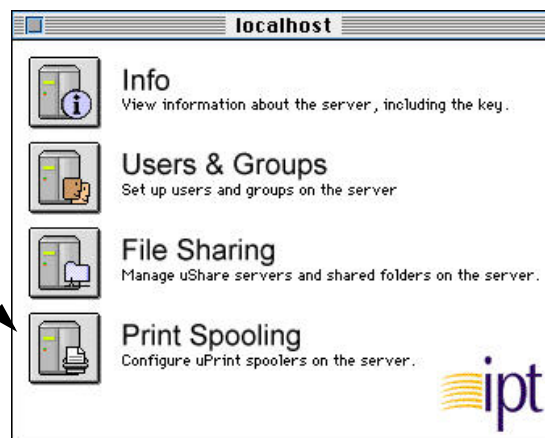 localhost
Info
View information about the server, including the key.
Users & Groups
Set up users and groups on the server
File Sharing
Manage uShare servers and shared folders on the server.
Print Spooling
Configure uPrint spoolers on the server.
ipt